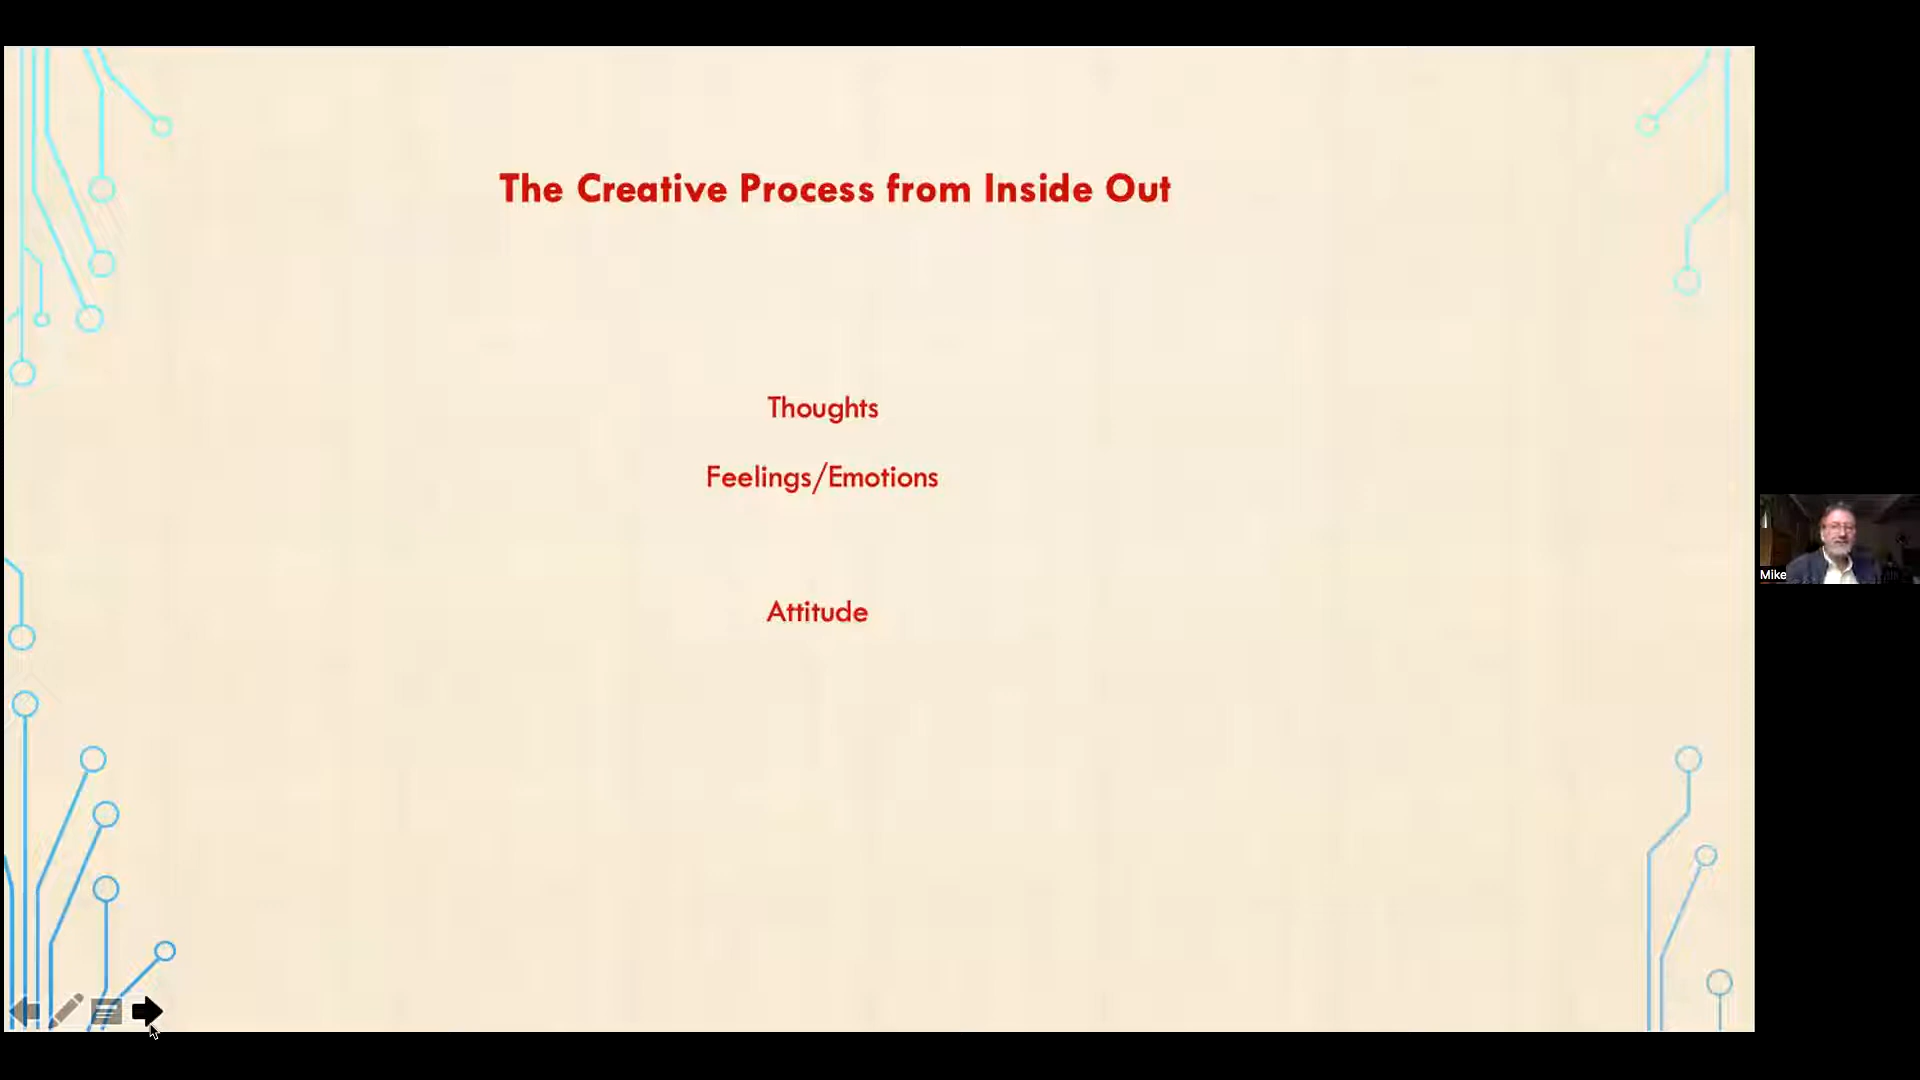 The Creative Process from Inside Out
Thoughts
Feelings/Emotions
Attitude
Mike